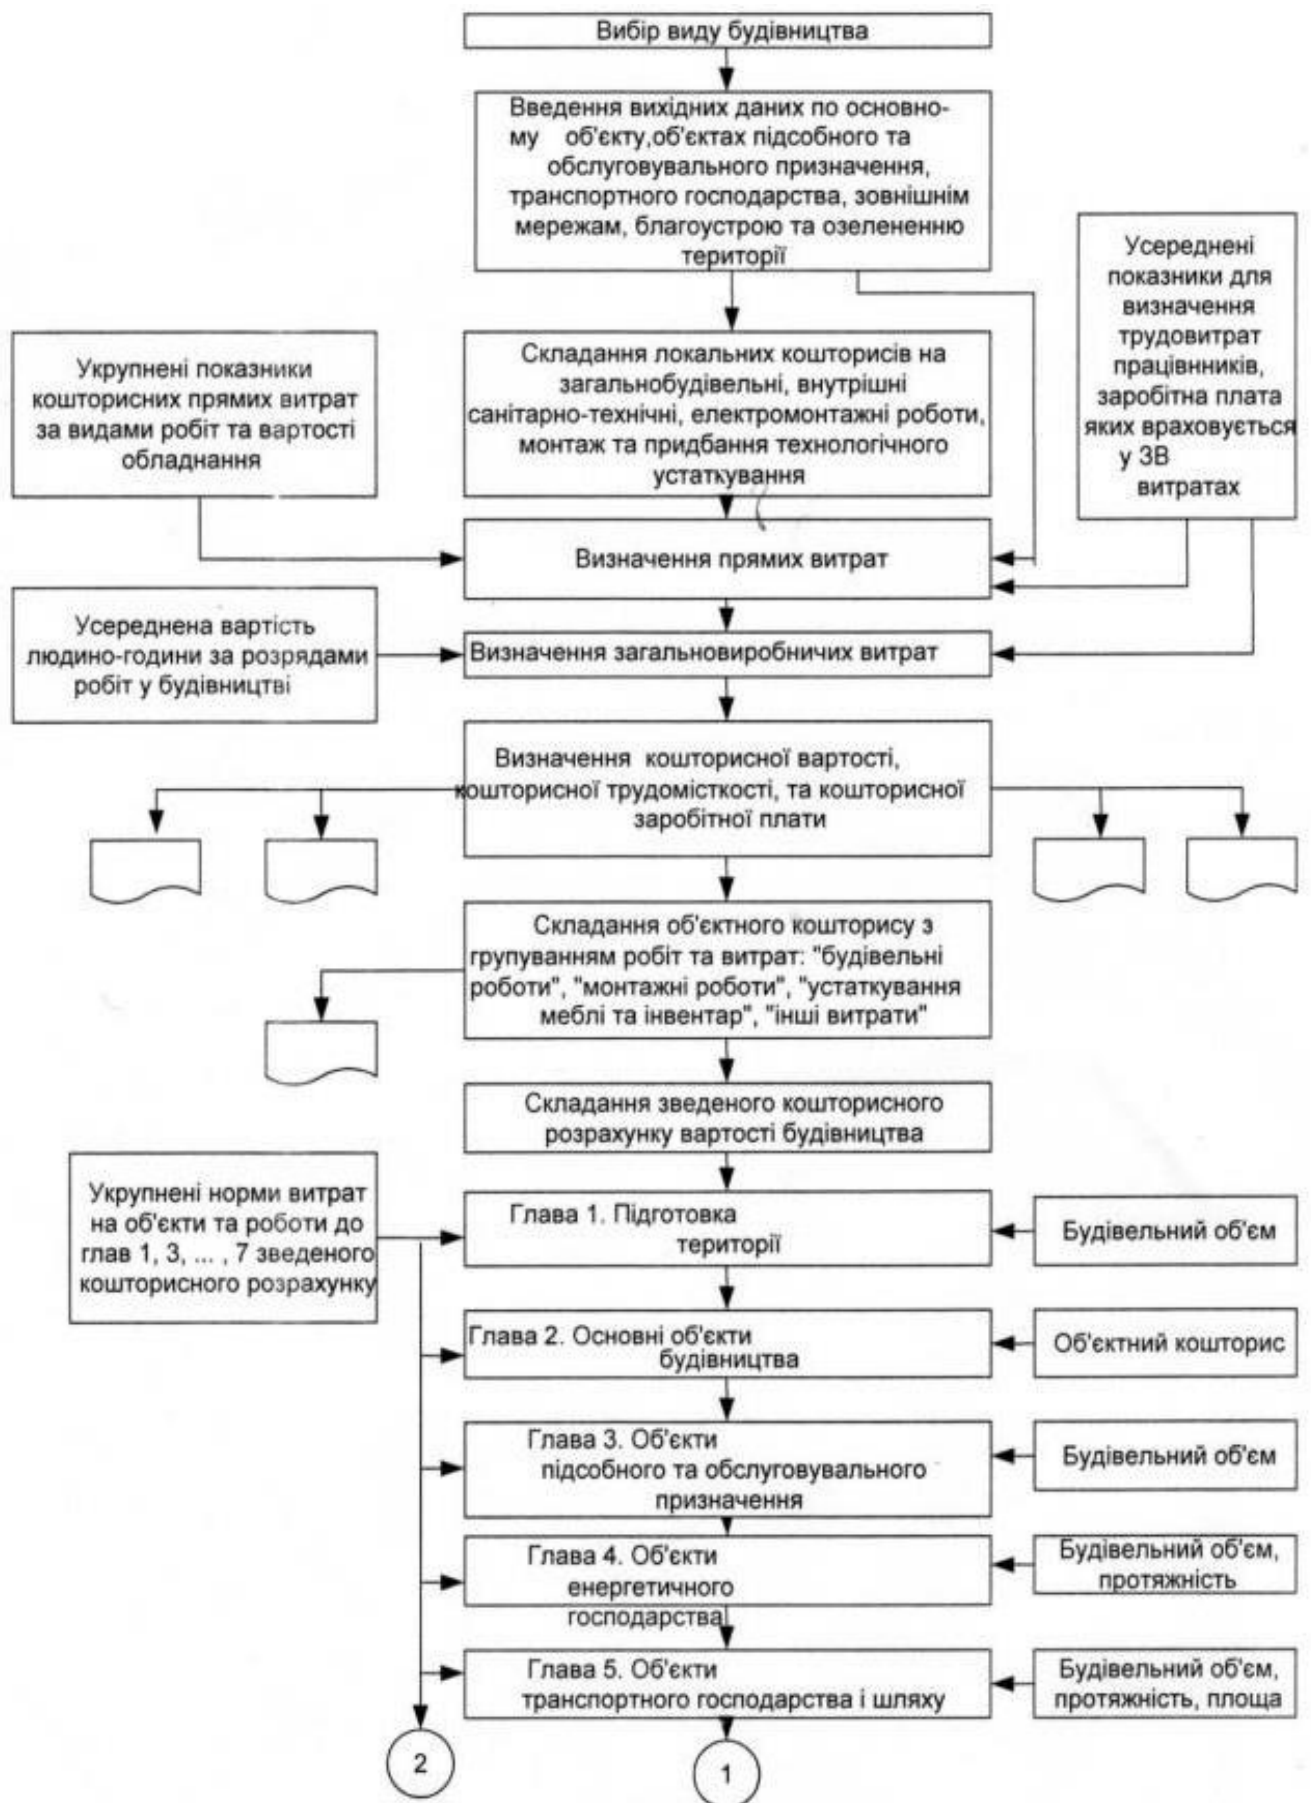 Вибір виду будівництва
Введення вихідних даних по основно-
му об'єкту,об'єктах підсобного та
обслуговувального призначення,
транспортного господарства, зовнішнім
мережам, благоустрою та озелененню
території
Усереднені
показники для
визначення
трудовитрат
працівнників,
заробітна плата
яких враховується
у ЗВ
витратах
Укрупнені показники
кошторисних прямих витрат
за видами робіт та вартості
обладнання
Складання локальних кошторисів на
загальнобудівельні, внутрішні
санітарно-технічні, електромонтажні роботи,
монтаж та придбання технологічного
устаткування
Визначення прямих витрат
Усереднена вартість
людино-години за розрядами
робіт у будівництві
Визначення загальновиробничих витрат
Визначення кошторисної вартості,
кошторисної трудомісткості, та кошторисної
заробітної плати
Складання об'єктного кошторису з
групуванням робіт та витрат: "будівельні
роботи", "монтажні роботи", "устаткування
меблі та інвентар", "інші витрати"
Складання зведеного кошторисного
розрахунку вартості будівництва
Укрупнені норми витрат
на об'єкти та роботи до
глав 1, 3, ... , 7 зведеного
кошторисного розрахунку
Глава 1. Підготовка
території
Будівельний об'єм
Глава 2. Основні об'єкти
будівництва
Об'єктний кошторис
Глава 3. Об'єкти
підсобного та обслуговувального
призначення
Будівельний об'єм
Глава 4. Об'єкти
енергетичного
господарства
Будівельний об'єм,
протяжність
Глава 5. Об'єкти
транспортного господарства і шляху
Будівельний об'єм,
протяжність, площа
2
1